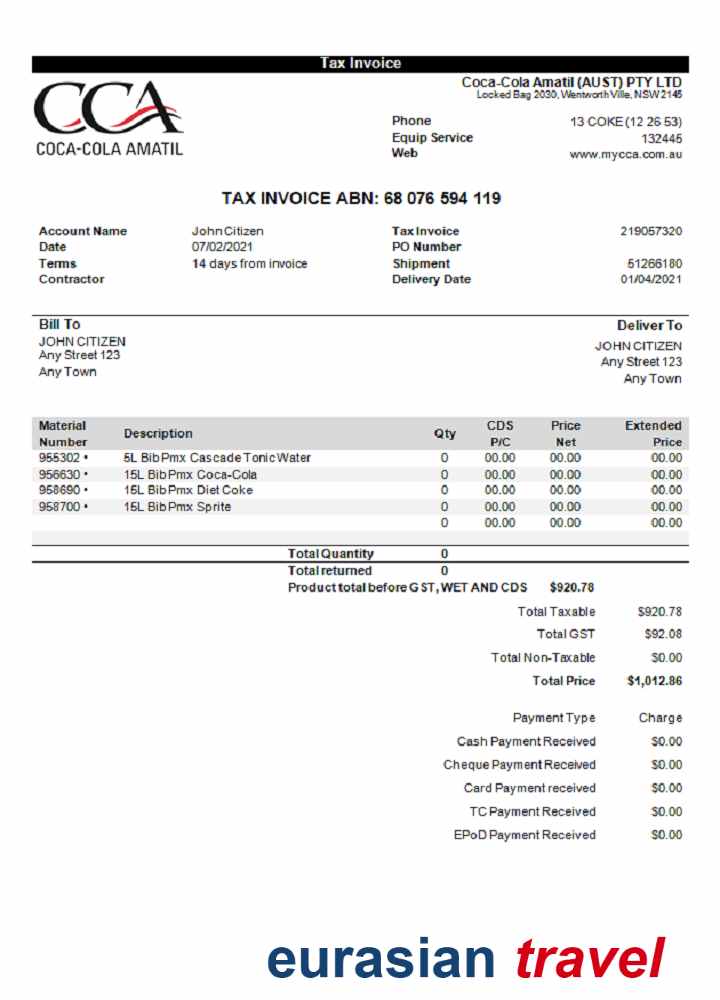 Tax Invoice
CCA
COCA-COLA AMATIL
Coca-Cola Amatil (AUST) PTY LTD
Locked Bag 2030, WentworthVille, NSW 2145
Phone 13 COKE (12 26 53)
Equip Service 132445
Web www.mycca.com.au
TAX INVOICE ABN: 68 076 594 119
Account Name John Citizen Tax Invoice 219057320
Date 07/02/2021 PO Number
Terms 14 days from invoice Shipment 51266180
Contractor Delivery Date 01/04/2021
Bill To Deliver To
JOHN CITIZEN JOHN CITIZEN
Any Street 123 Any Street 123
Any Town Any Town
Material Number Description Qty CDS P/C Price Net Extended Price
955302 • 5L Bib Pmx Cascade Tonic Water 0 00.00 00.00 00.00
956630 • 15L Bib Pmx Coca-Cola 0 00.00 00.00 00.00
958690 • 15L Bib Pmx Diet Coke 0 00.00 00.00 00.00
958700 • 15L Bib Pmx Sprite 0 00.00 00.00 00.00
0 00.00 00.00 00.00
Total Quantity 0
Total returned 0
Product total before GST, WET AND CDS $920.78
Total Taxable $920.78
Total GST $92.08
Total Non-Taxable $0.00
Total Price $1,012.86
Payment Type Charge
Cash Payment Received $0.00
Cheque Payment Received $0.00
Card Payment received $0.00
TC Payment Received $0.00
EPoD Payment Received $0.00
eurasian travel